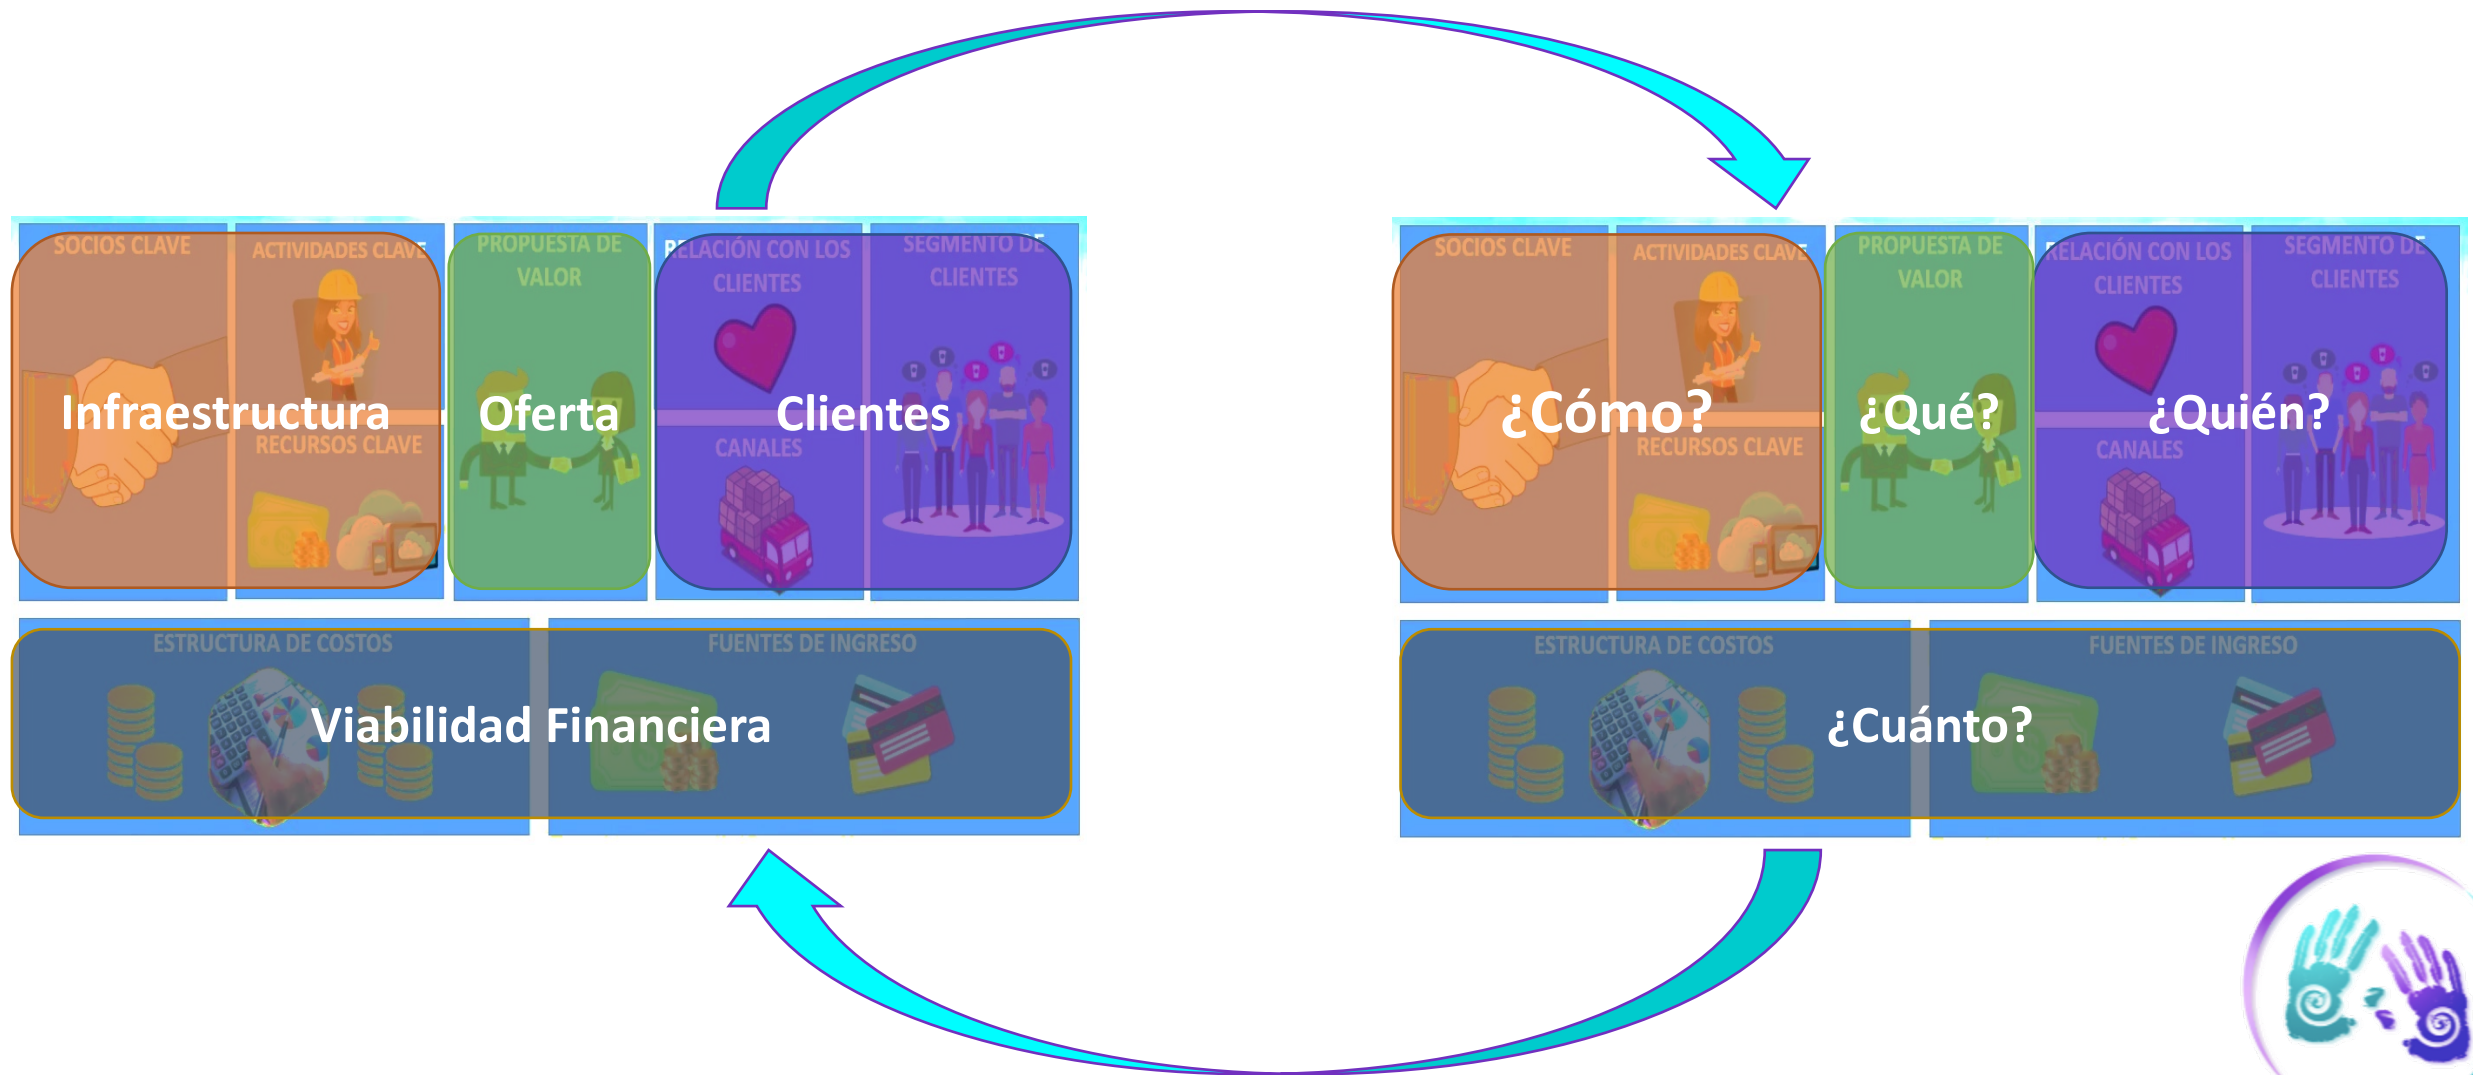 SOCIOS CLAVE
ACTIVIDADES CLAVE
PROPUESTA DE
VALOR
RELACIÓN CON LOS
CLIENTES
SEGMENTO DE
CLIENTES
Infraestructura
Oferta
Clientes
RECURSOS CLAVE
CANALES
ESTRUCTURA DE COSTOS
FUENTES DE INGRESO
Viabilidad Financiera
SOCIOS CLAVE
ACTIVIDADES CLAVE
PROPUESTA DE
VALOR
RELACIÓN CON LOS
CLIENTES
SEGMENTO DE
CLIENTES
¿Cómo?
¿Qué?
¿Quién?
RECURSOS CLAVE
CANALES
ESTRUCTURA DE COSTOS
FUENTES DE INGRESO
¿Cuánto?